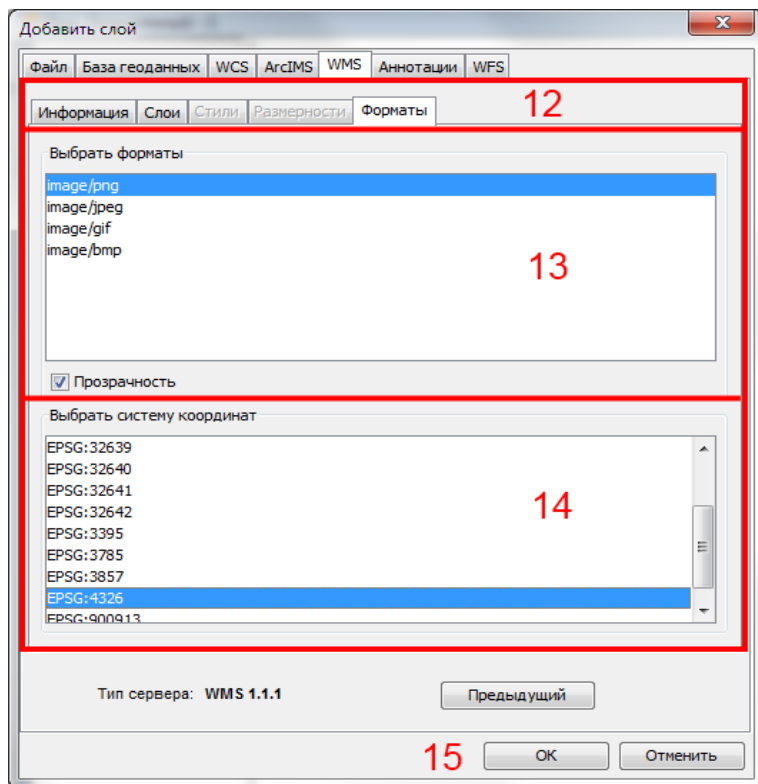 Добавить слой
Файл База геоданных WCS ArcIMS WMS Аннотации WFS
Информация Слои Стили Размерности Форматы 12
Выбрать форматы
image/png
image/jpeg
image/gif
image/bmp
13
Прозрачность
Выбрать систему координат
EPSG:32639
EPSG:32640
EPSG:32641
EPSG:32642
14
EPSG:3395
EPSG:3785
EPSG:3857
EPSG:4326
EPSG:900913
Тип сервера: WMS 1.1.1 Предыдущий
15 OK Отменить